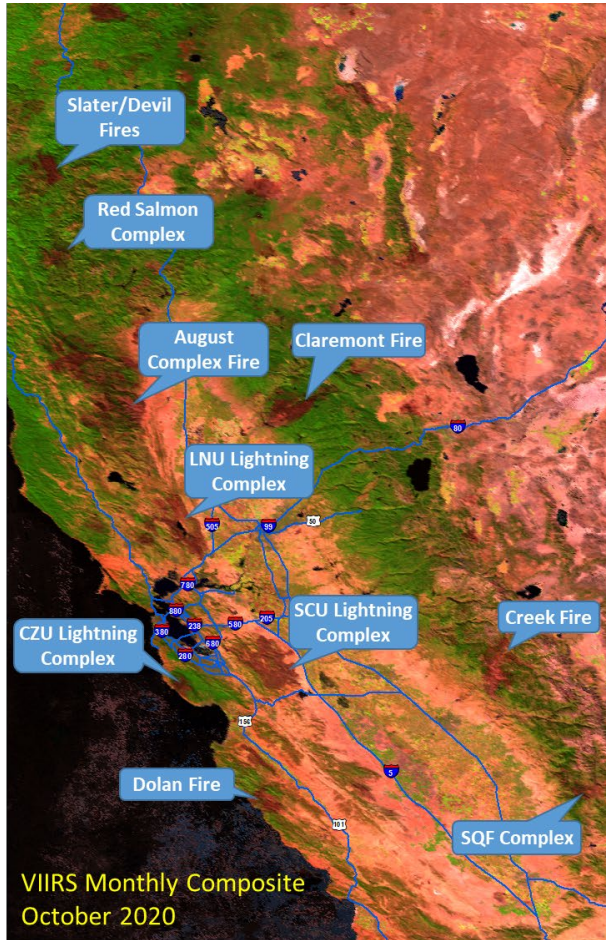 Slater/Devil
Fires
Red Salmon
Complex
August
Complex Fire
Claremont Fire
80
LNU Lightning
Complex
505
99
50
780
880
SCU Lightning
Complex
205
580
238
380
680
280
CZU Lightning
Complex
Creek Fire
156
5
Dolan Fire
101
SQF Complex
VIIRS Monthly Composite
October 2020